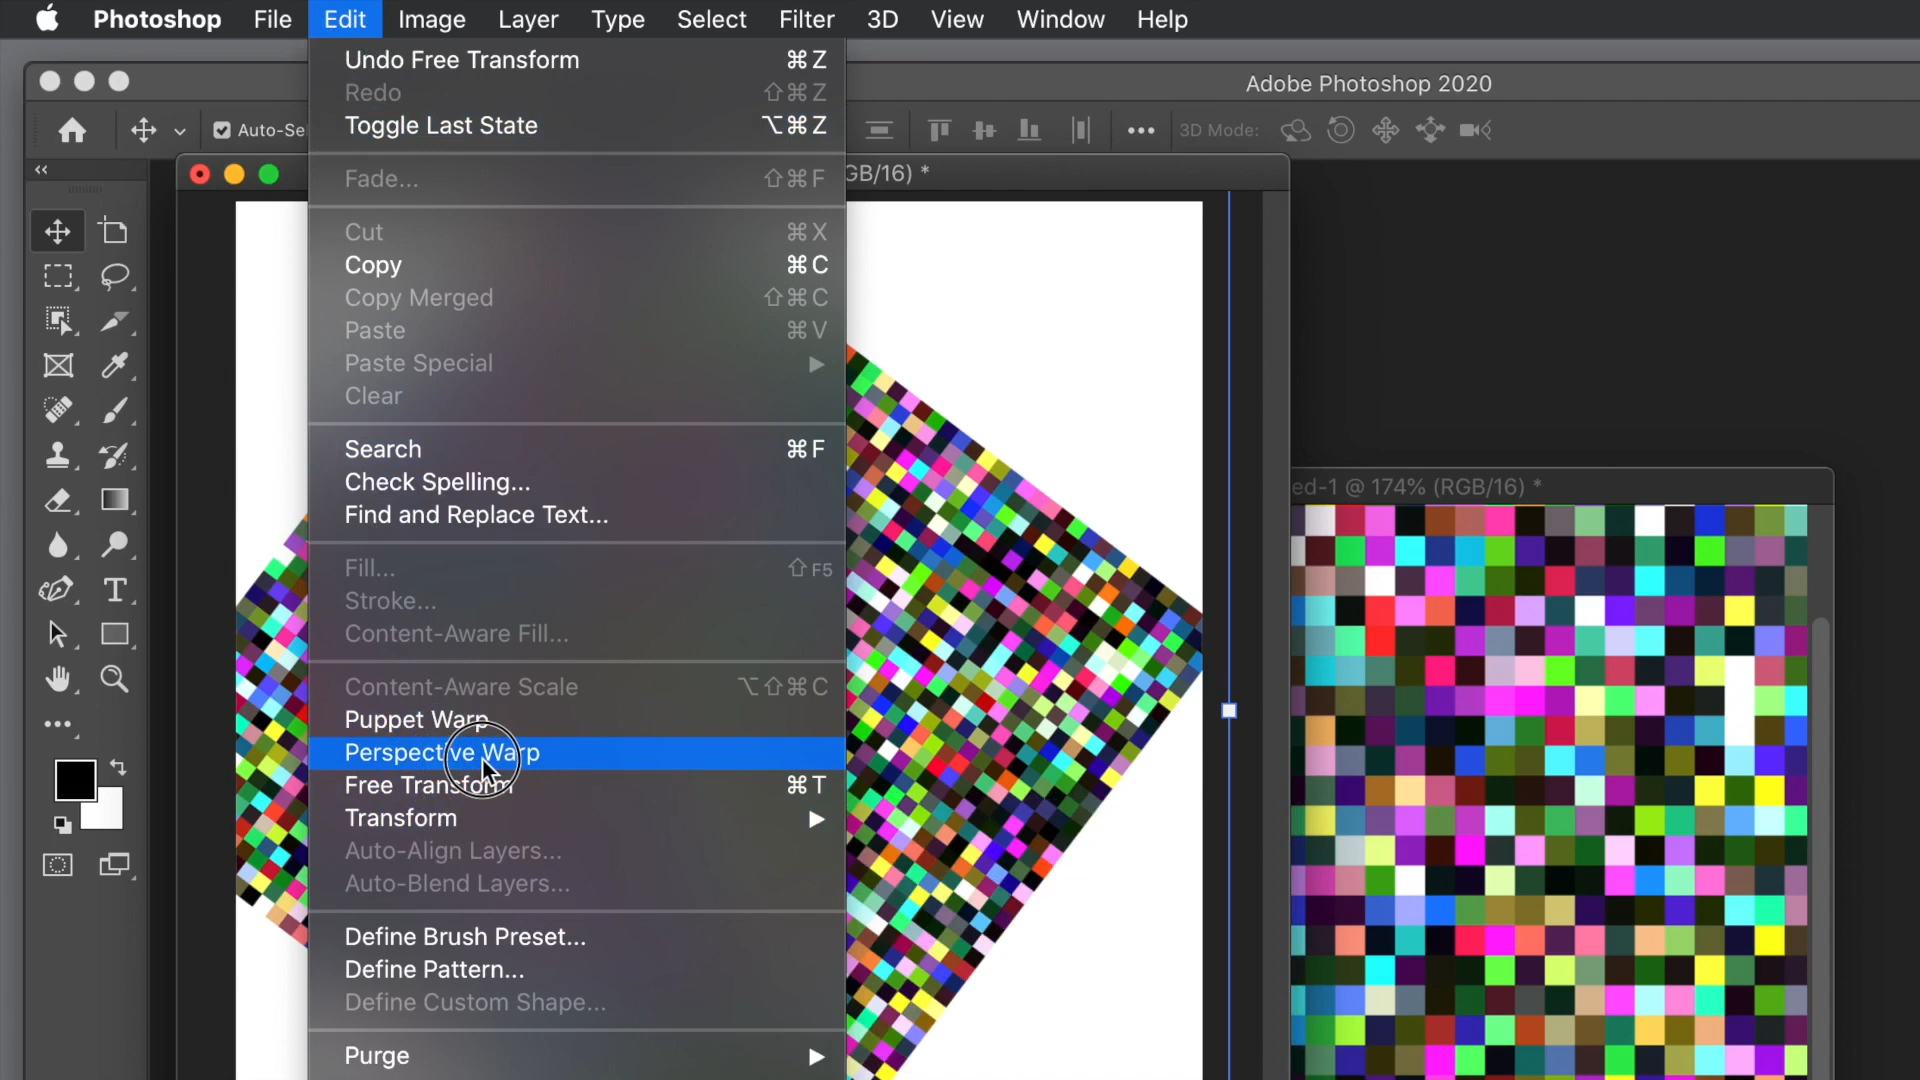 Photoshop File Edit Image Layer Type Select Filter 3D View Window Help
Adobe Photoshop 2020
Auto-Se
3D Mode:
GB/16) *
Undo Free Transform ⌘Z
Redo ⇧⌘Z
Toggle Last State ⌥⌘Z
Fade... ⇧⌘F
Cut ⌘X
Copy ⌘C
Copy Merged ⇧⌘C
Paste ⌘V
Paste Special
Clear
Search ⌘F
Check Spelling...
Find and Replace Text...
Fill... ⇧F5
Stroke...
Content-Aware Fill...
Content-Aware Scale ⌥⇧⌘C
Puppet Warp
Perspective Warp
Free Transform ⌘T
Transform
Auto-Align Layers...
Auto-Blend Layers...
Define Brush Preset...
Define Pattern...
Define Custom Shape...
Purge
ed-1 @ 174% (RGB/16) *